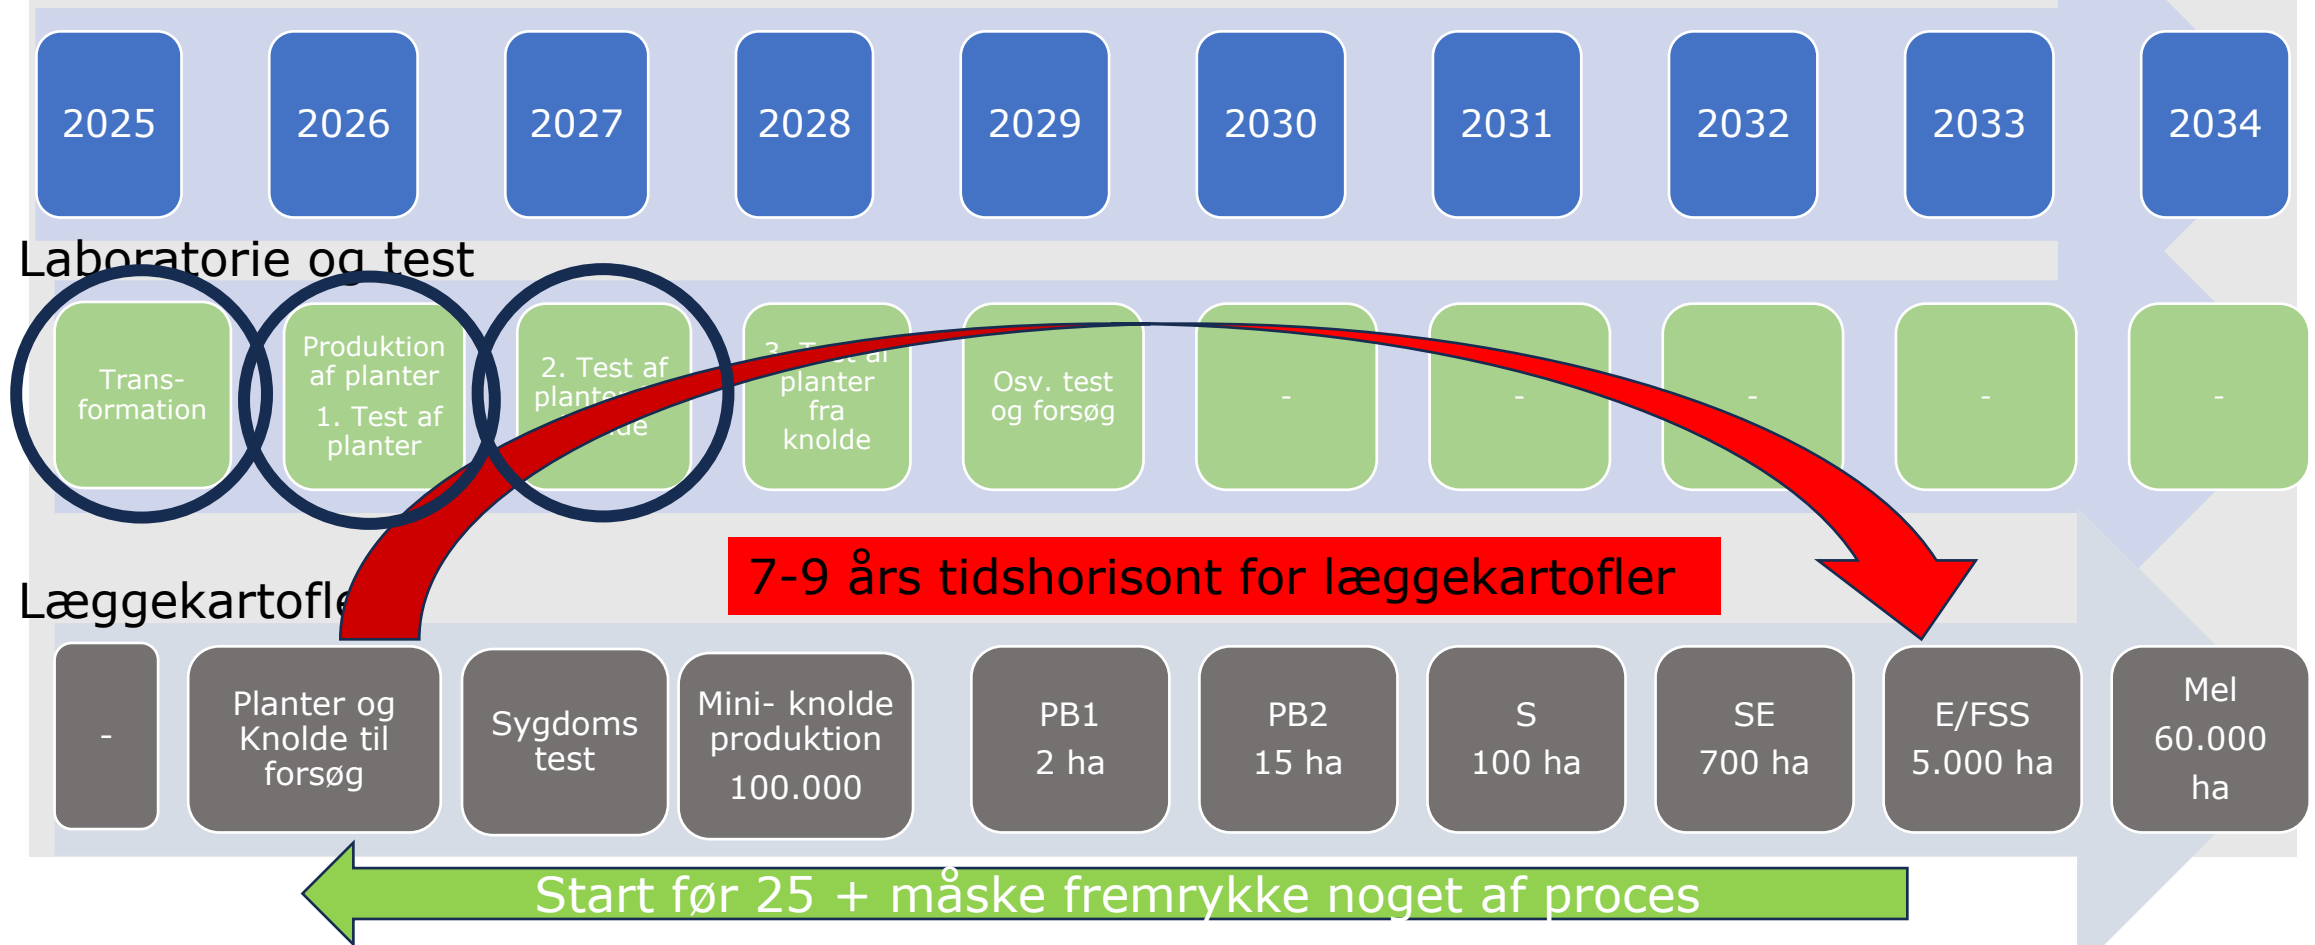 2025
2026
2027
2028
2029
2030
2031
2032
2033
2034
Laboratorie og test
Trans-
formation
Produktion
af planter
1. Test af
planter
2. Test af
3. Test af
planter
fra
knolde
Osv. test
og forsøg
-
-
-
-
-
7-9 års tidshorisont for læggekartofler
Læggekartofle
-
Planter og
Knolde til
forsøg
Sygdoms
test
Mini- knolde
produktion
100.000
PB1
2 ha
PB2
15 ha
S
100 ha
SE
700 ha
E/FSS
5.000 ha
Mel
60.000
ha
Start før 25 + måske fremrykke noget af proces